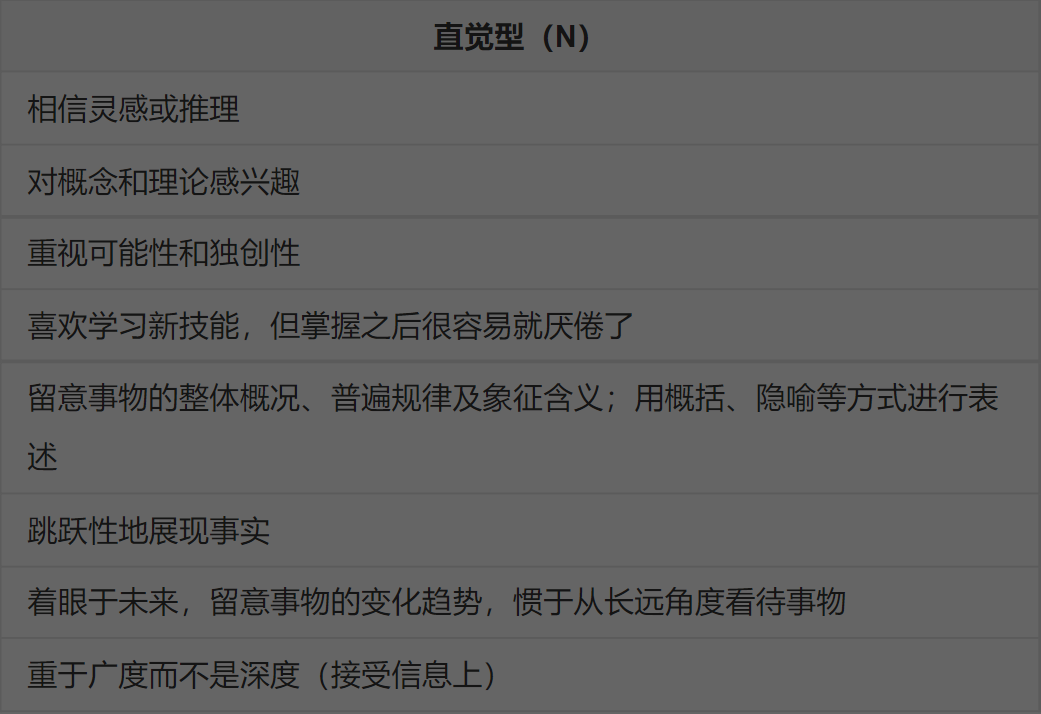 直觉型（N）
相信灵感或推理
对概念和理论感兴趣
重视可能性和独创性
喜欢学习新技能，但掌握之后很容易就厌倦了
留意事物的整体概况、普遍规律及象征含义；用概括、隐喻等方式进行表
述
跳跃性地展现事实
着眼于未来，留意事物的变化趋势，惯于从长远角度看待事物
重于广度而不是深度（接受信息上）